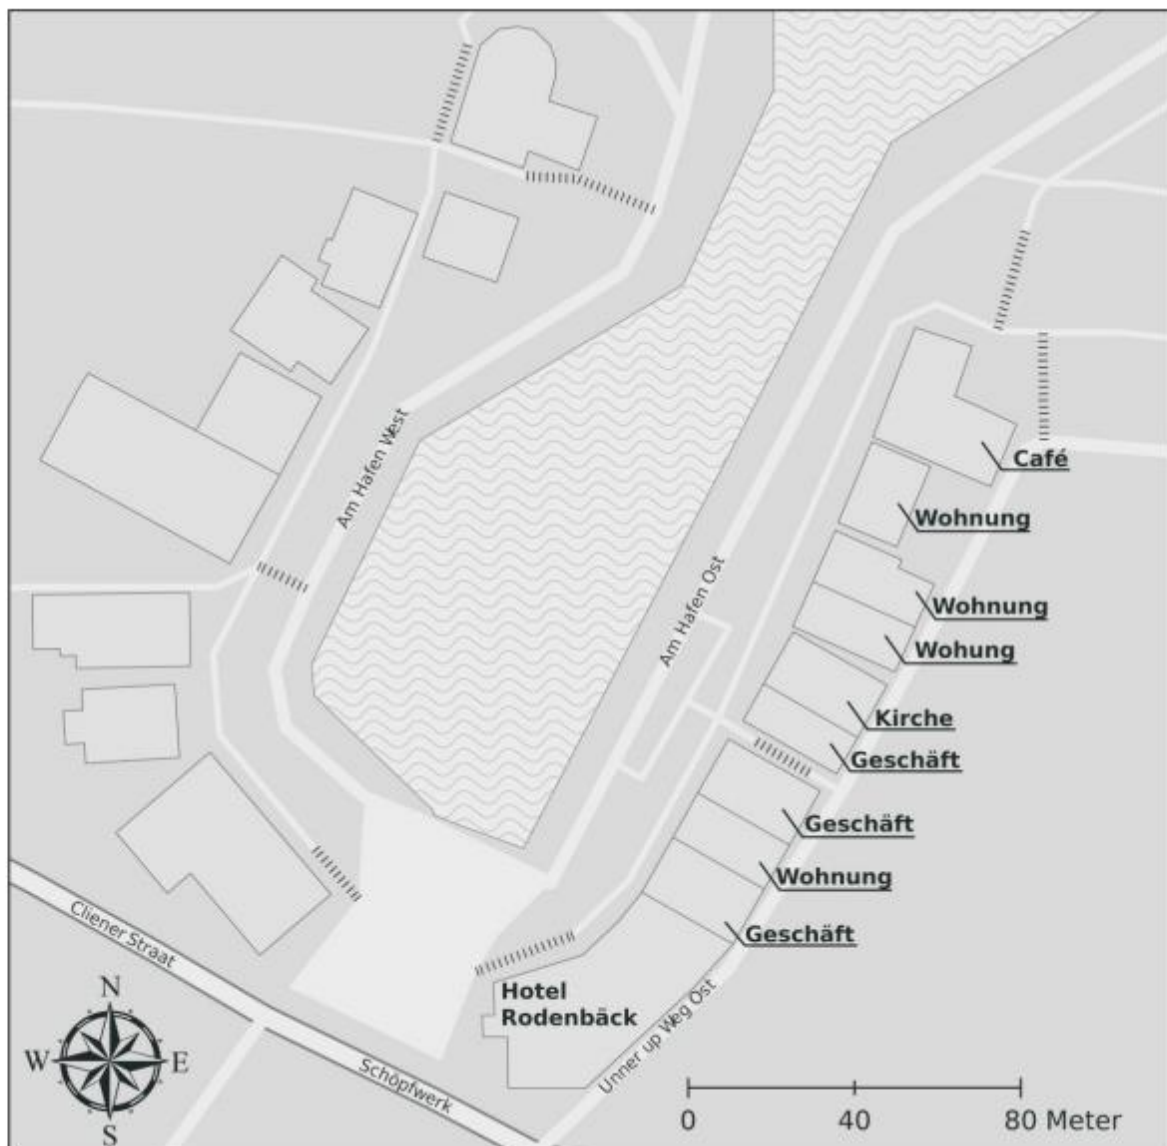 Am Hafen West
Café
Wohnung
Am Hafen Ost
Wohnung
Wohung
Kirche
Geschäft
Geschäft
Wohnung
Geschäft
Cliener Straat
Hotel
Rodenbäck
Unner up Weg Ost
Schöpfwerk
N
W E
S
0 40 80 Meter